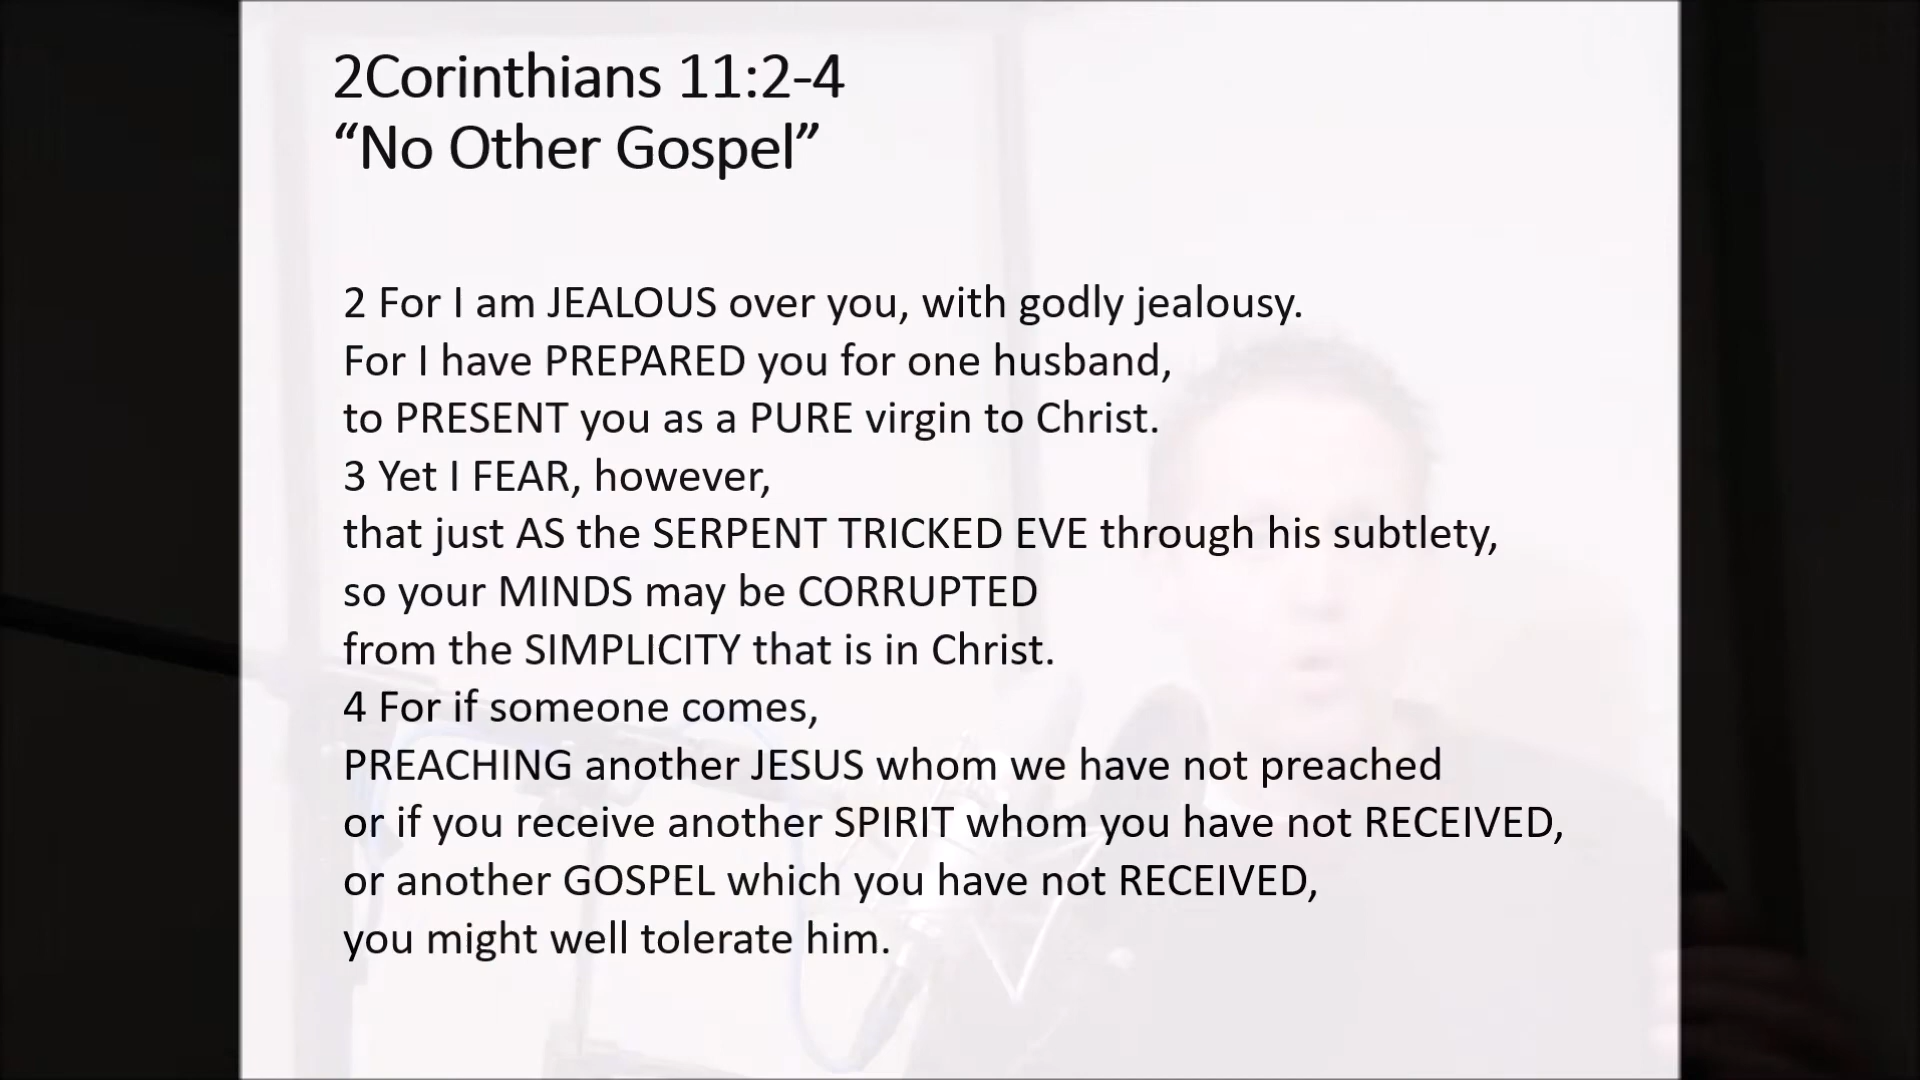 2Corinthians 11:2-4
“No Other Gospel”
2 For I am JEALOUS over you, with godly jealousy.
For I have PREPARED you for one husband,
to PRESENT you as a PURE virgin to Christ.
3 Yet I FEAR, however,
that just AS the SERPENT TRICKED EVE through his subtlety,
so your MINDS may be CORRUPTED
from the SIMPLICITY that is in Christ.
4 For if someone comes,
PREACHING another JESUS whom we have not preached
or if you receive another SPIRIT whom you have not RECEIVED,
or another GOSPEL which you have not RECEIVED,
you might well tolerate him.